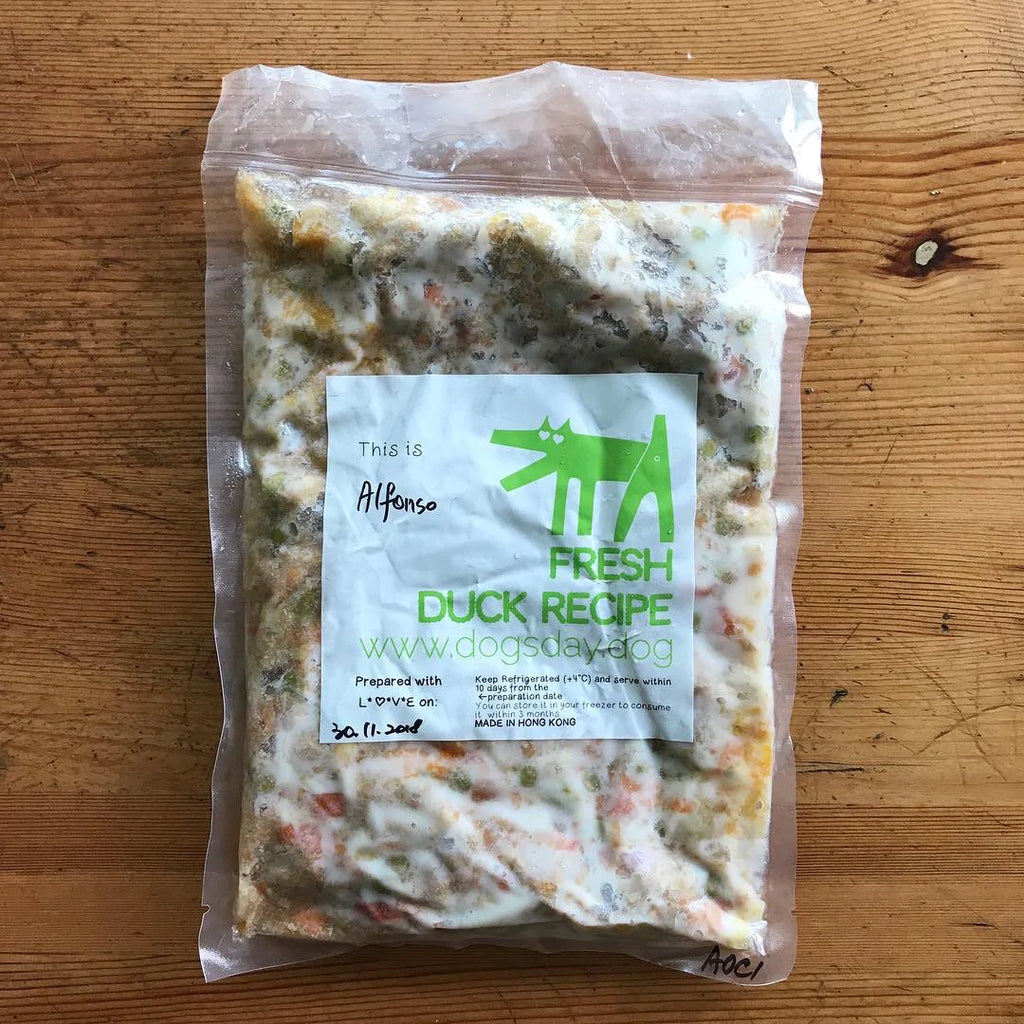 This is
Alfonso
FRESH
DUCK RECIPE
www.dogsday.dog
Prepared with
L*♡*V*E on:
30.11.2018
Keep Refrigerated (+4°C) and serve within
10 days from the
←preparation date
You can store it in your freezer to consume
it within 3 months
MADE IN HONG KONG
AOC1